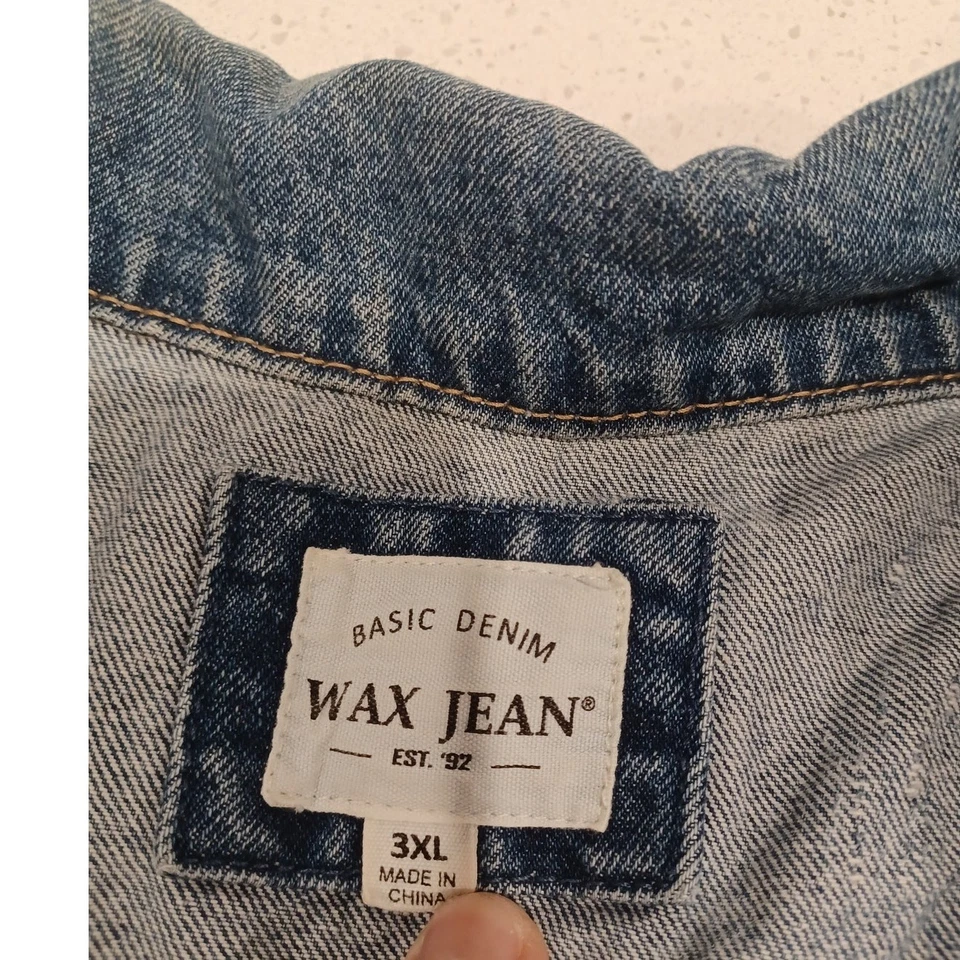 BASIC DENIM
WAX JEAN®
EST. '92
3XL
MADE IN
CHINA